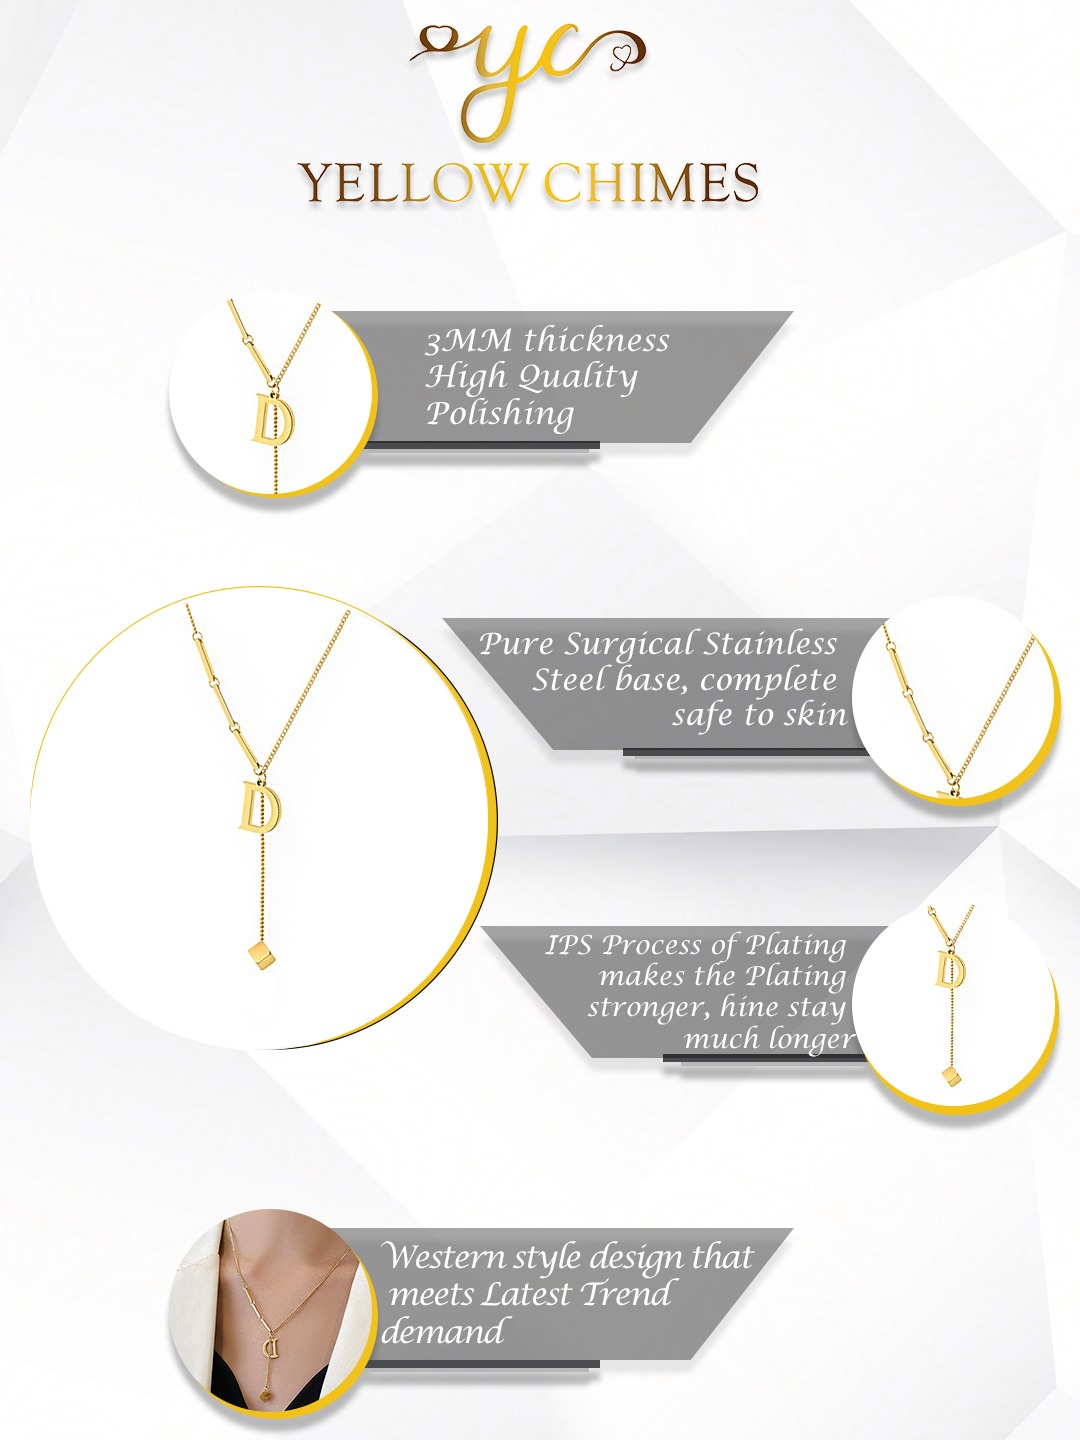 yc
YELLOW CHIMES
3MM thickness
High Quality
Polishing
Pure Surgical Stainless
Steel base, complete
safe to skin
IPS Process of Plating
makes the Plating
stronger, hine stay
much longer
Western style design that
meets Latest Trend
demand
D
D
D
D